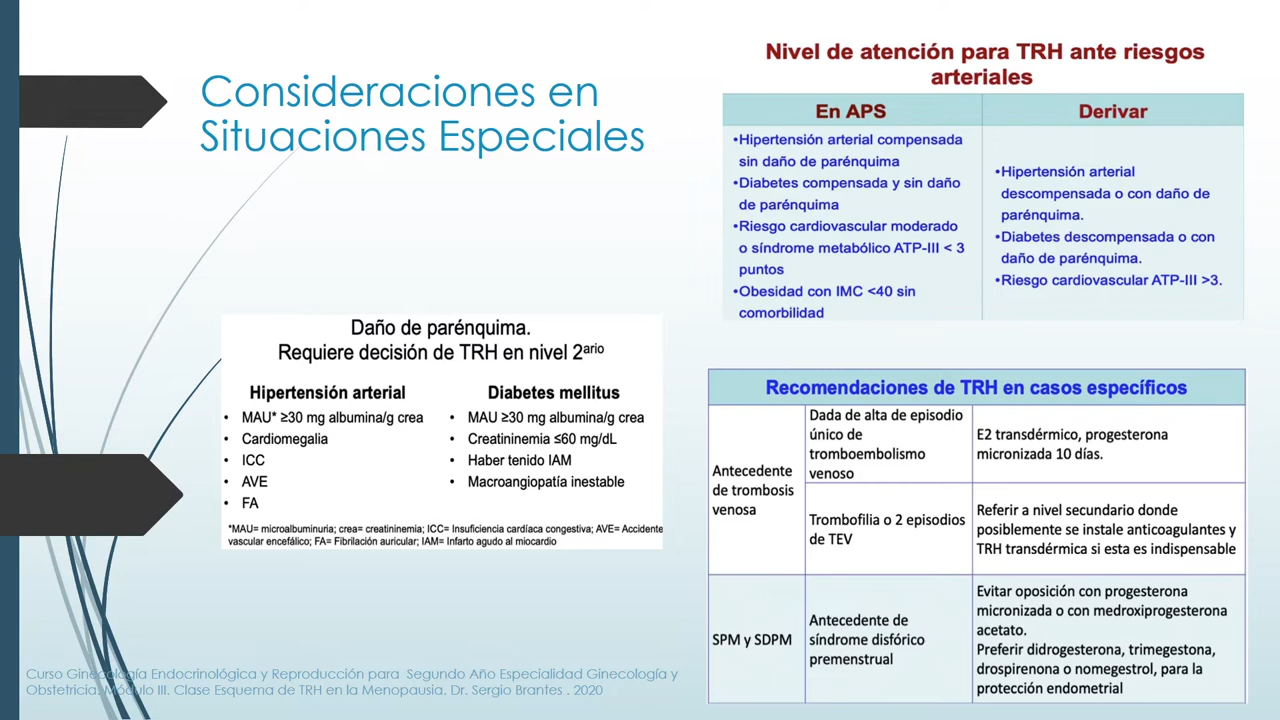 Consideraciones en
Situaciones Especiales
Nivel de atención para TRH ante riesgos
arteriales
En APS
Derivar
•Hipertensión arterial compensada
sin daño de parénquima
•Diabetes compensada y sin daño
de parénquima
•Riesgo cardiovascular moderado
o síndrome metabólico ATP-III < 3
puntos
•Obesidad con IMC <40 sin
comorbilidad
•Hipertensión arterial
descompensada o con daño de
parénquima.
•Diabetes descompensada o con
daño de parénquima.
•Riesgo cardiovascular ATP-III >3.
Daño de parénquima.
Requiere decisión de TRH en nivel 2ario
Hipertensión arterial
• MAU* ≥30 mg albumina/g crea
• Cardiomegalia
• ICC
• AVE
• FA
Diabetes mellitus
• MAU ≥30 mg albumina/g crea
• Creatininemia ≤60 mg/dL
• Haber tenido IAM
• Macroangiopatía inestable
*MAU= microalbuminuria; crea= creatininemia; ICC= Insuficiencia cardíaca congestiva; AVE= Accidente
vascular encefálico; FA= Fibrilación auricular; IAM= Infarto agudo al miocardio
Recomendaciones de TRH en casos específicos
Antecedente
de trombosis
venosa
Dada de alta de episodio
único de
tromboembolismo
venoso
E2 transdérmico, progesterona
micronizada 10 días.
Trombofilia o 2 episodios
de TEV
Referir a nivel secundario donde
posiblemente se instale anticoagulantes y
TRH transdérmica si esta es indispensable
SPM y SDPM
Antecedente de
síndrome disfórico
premenstrual
Evitar oposición con progesterona
micronizada o con medroxiprogesterona
acetato.
Preferir didrogesterona, trimegestona,
drospirenona o nomegestrol, para la
protección endometrial
Curso Ginecología Endocrinológica y Reproducción para Segundo Año Especialidad Ginecología y
Obstetricia. Módulo III. Clase Esquema de TRH en la Menopausia. Dr. Sergio Brantes . 2020